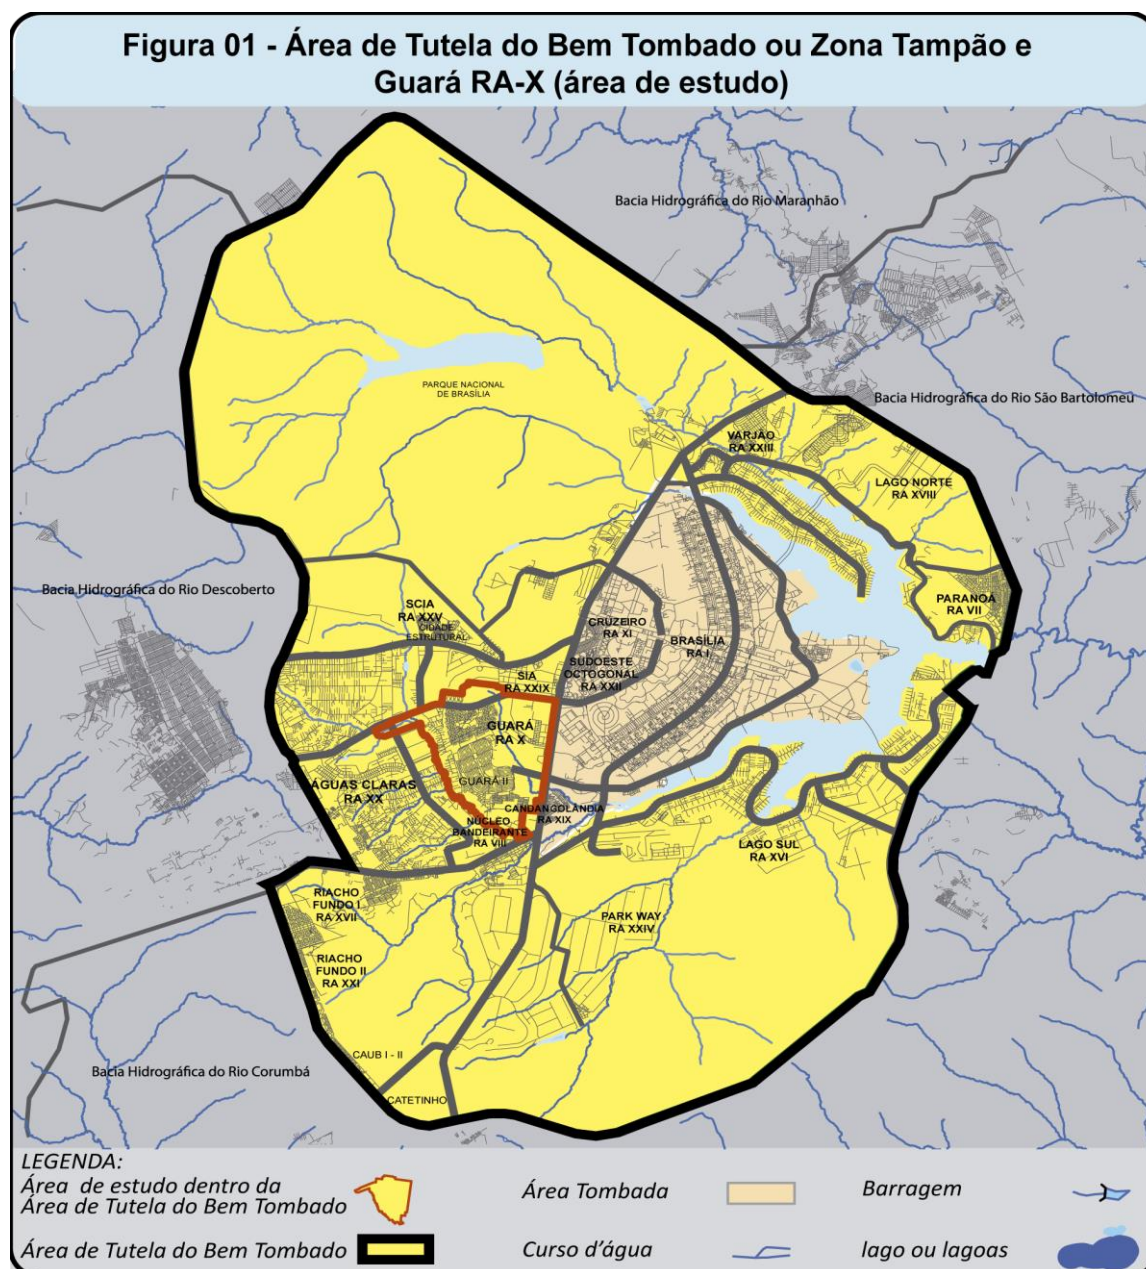 Figura 01 - Área de Tutela do Bem Tombado ou Zona Tampão e
Guará RA-X (área de estudo)
Bacia Hidrográfica do Rio Maranhão
PARQUE NACIONAL
DE BRASÍLIA
Bacia Hidrográfica do Rio São Bartolomeu
VARJÃO
RA XXIII
LAGO NORTE
RA XVIII
Bacia Hidrográfica do Rio Descoberto
SCIA
RA XXV
CIDADE
ESTRUTURAL
PARANOÁ
RA VII
CRUZEIRO
RA XI
BRASÍLIA
RA I
SUDOESTE
OCTOGONAL
RA XXII
SIA
RA XXIX
GUARÁ
RA X
GUARÁ II
ÁGUAS CLARAS
RA XX
CANDANGOLÂNDIA
RA XIX
NÚCLEO
BANDEIRANTE
RA VIII
LAGO SUL
RA XVI
RIACHO
FUNDO I
RA XVII
PARK WAY
RA XXIV
RIACHO
FUNDO II
RA XXI
CAUB I - II
Bacia Hidrográfica do Rio Corumbá
CATETINHO
LEGENDA:
Área de estudo dentro da
Área de Tutela do Bem Tombado
Área Tombada
Barragem
Área de Tutela do Bem Tombado
Curso d'água
lago ou lagoas